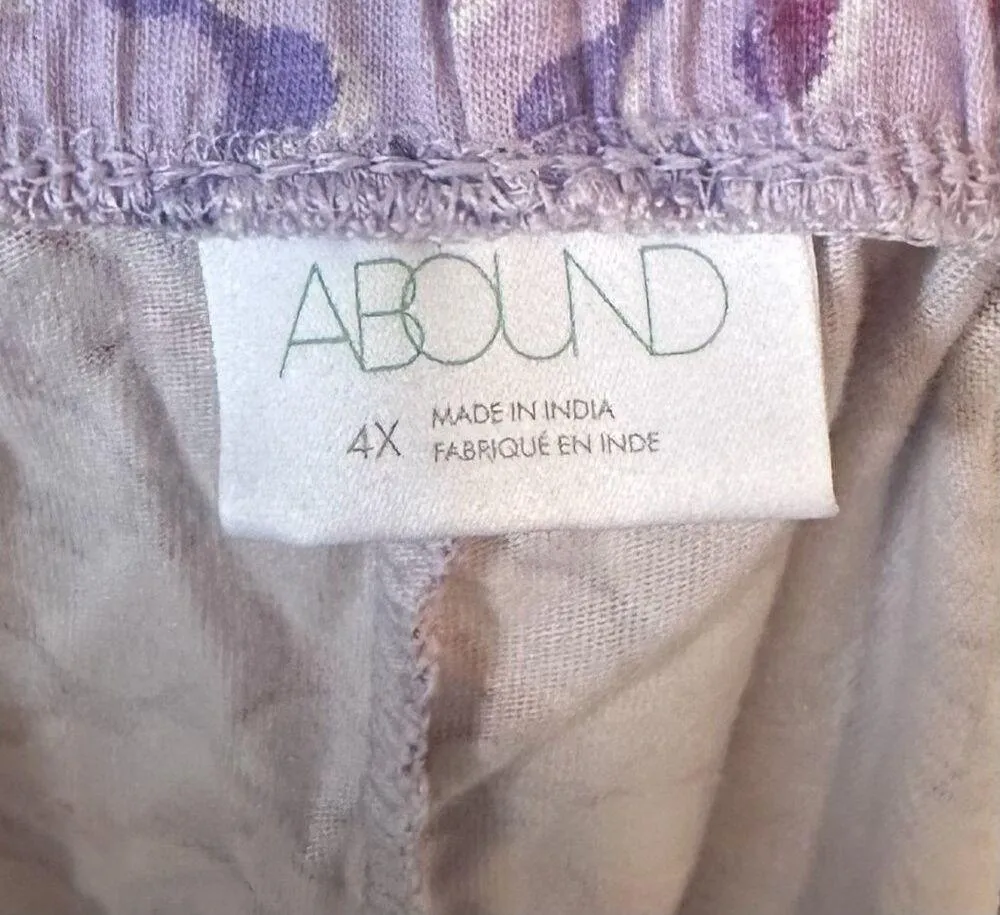 ABOUND
4X MADE IN INDIA
FABRIQUÉ EN INDE